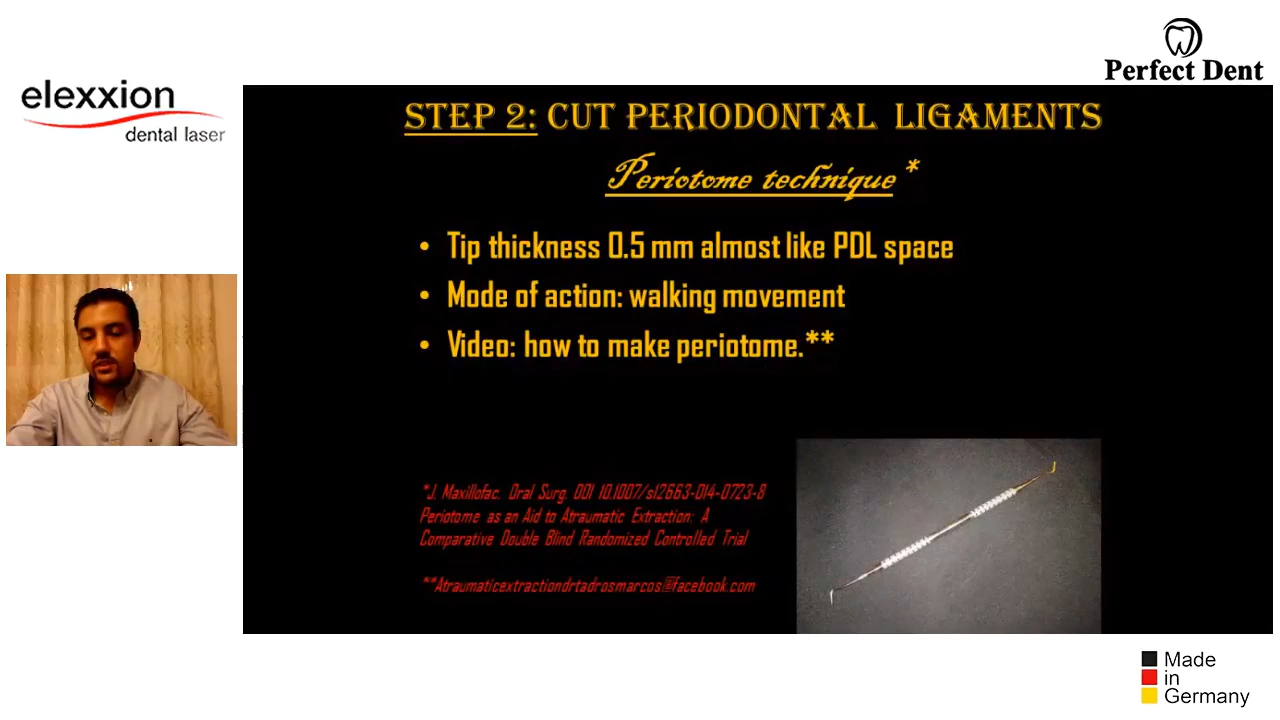 Perfect Dent
elexxion
dental laser
STEP 2: CUT PERIODONTAL LIGAMENTS
Periotome technique*
• Tip thickness 0.5 mm almost like PDL space
• Mode of action: walking movement
• Video: how to make periotome.**
*J. Maxillofac. Oral Surg. DOI 10.1007/s12663-014-0723-8
Periotome as an Aid to Atraumatic Extraction: A
Comparative Double Blind Randomized Controlled Trial
**Atraumaticextractiondrtadrosmarcos@facebook.com
Made
in
Germany